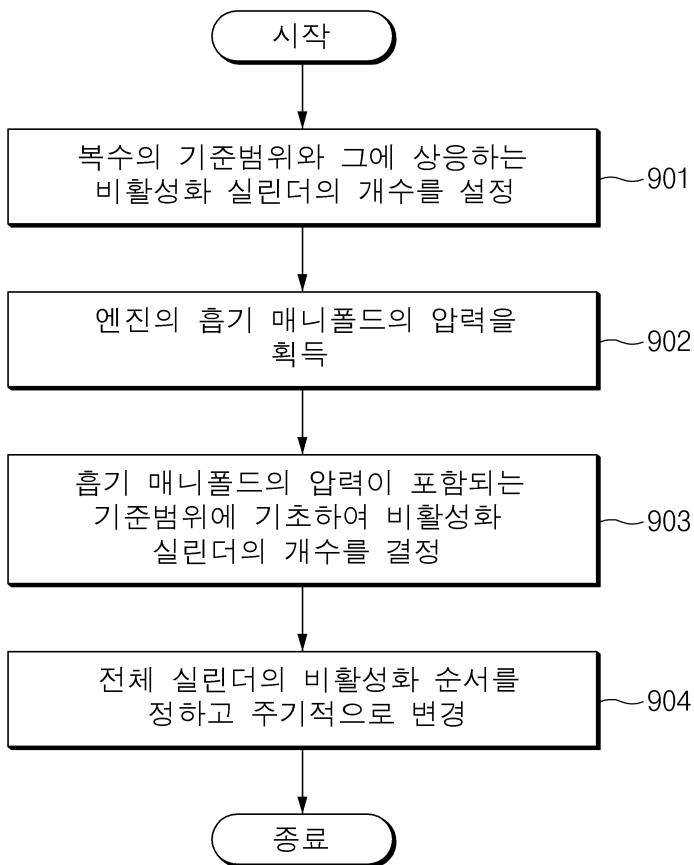 시작
복수의 기준범위와 그에 상응하는
비활성화 실린더의 개수를 설정
901
엔진의 흡기 매니폴드의 압력을
획득
902
흡기 매니폴드의 압력이 포함되는
기준범위에 기초하여 비활성화
실린더의 개수를 결정
903
전체 실린더의 비활성화 순서를
정하고 주기적으로 변경
904
종료